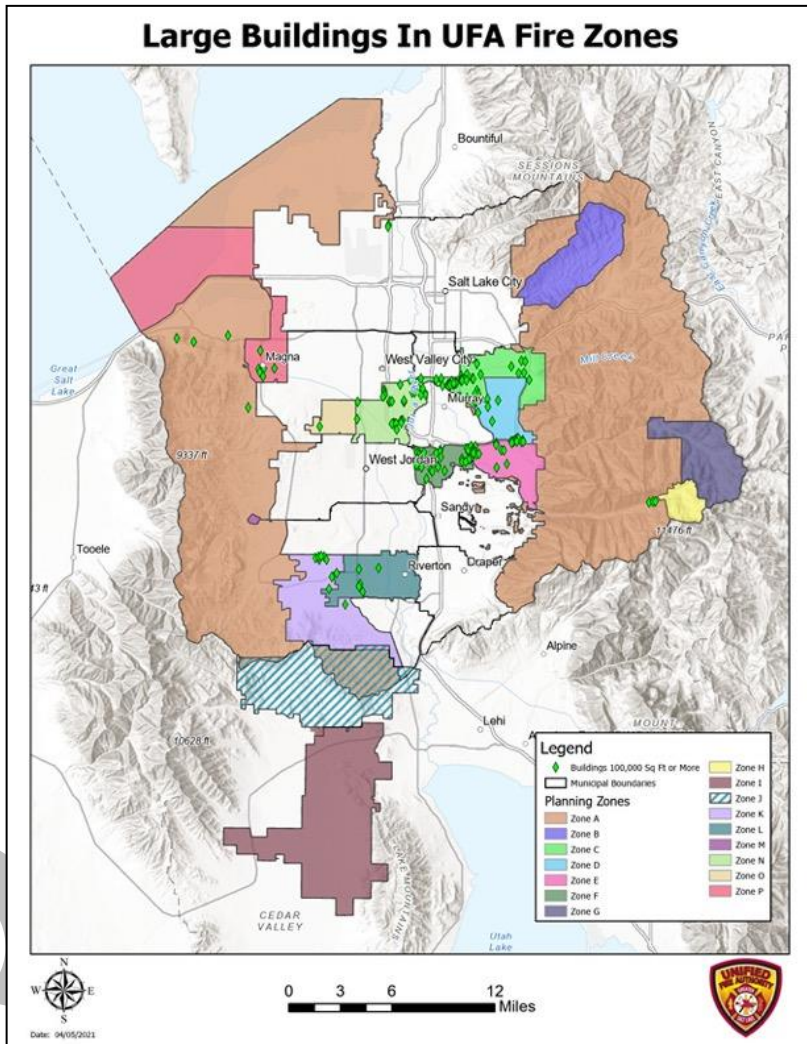 Large Buildings In UFA Fire Zones
Bountiful
SESSIONS
MOUNTAINS
EAST CANYON
East Canyon Creek
Salt Lake City
Mill Creek
Great
Salt
Lake
Magna
West Valley City
Murray
9337 ft
West Jordan
Sandy
11476 ft
Tooele
Riverton
Draper
Alpine
10628 ft
Lehi
MOUNT
LAKE MOUNTAINS
CEDAR
VALLEY
Utah
Lake
Legend
Buildings 100,000 Sq Ft or More
Municipal Boundaries
Planning Zones
Zone A
Zone B
Zone C
Zone D
Zone E
Zone F
Zone G
Zone H
Zone I
Zone J
Zone K
Zone L
Zone M
Zone N
Zone O
Zone P
N
W E
S
Date: 04/05/2021
0 3 6 12
Miles
UNIFIED
FIRE AUTHORITY
GREATER
SALT LAKE